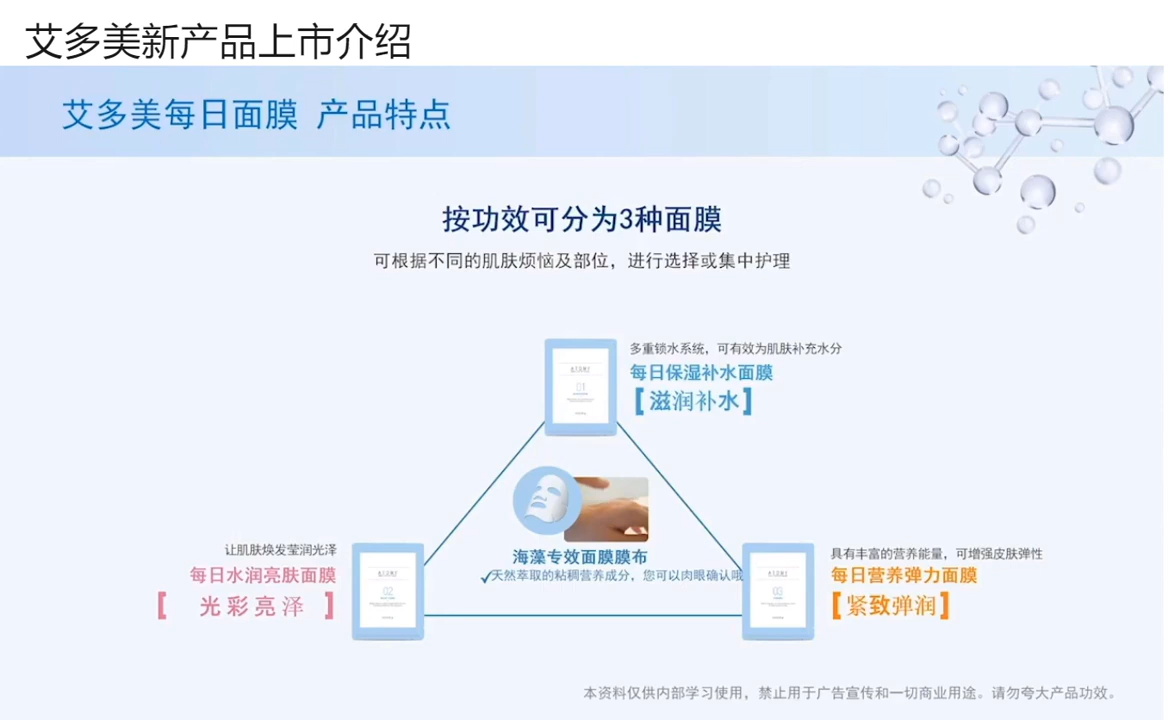 艾多美新产品上市介绍
艾多美每日面膜 产品特点
按功效可分为3种面膜
可根据不同的肌肤烦恼及部位，进行选择或集中护理
多重锁水系统，可有效为肌肤补充水分
每日保湿补水面膜
【滋润补水】
01
海藻专效面膜膜布
✓天然萃取的粘稠营养成分，您可以肉眼确认哦
让肌肤焕发莹润光泽
每日水润亮肤面膜
【 光彩亮泽 】
02
具有丰富的营养能量，可增强皮肤弹性
每日营养弹力面膜
【紧致弹润】
03
本资料仅供内部学习使用，禁止用于广告宣传和一切商业用途。请勿夸大产品功效。